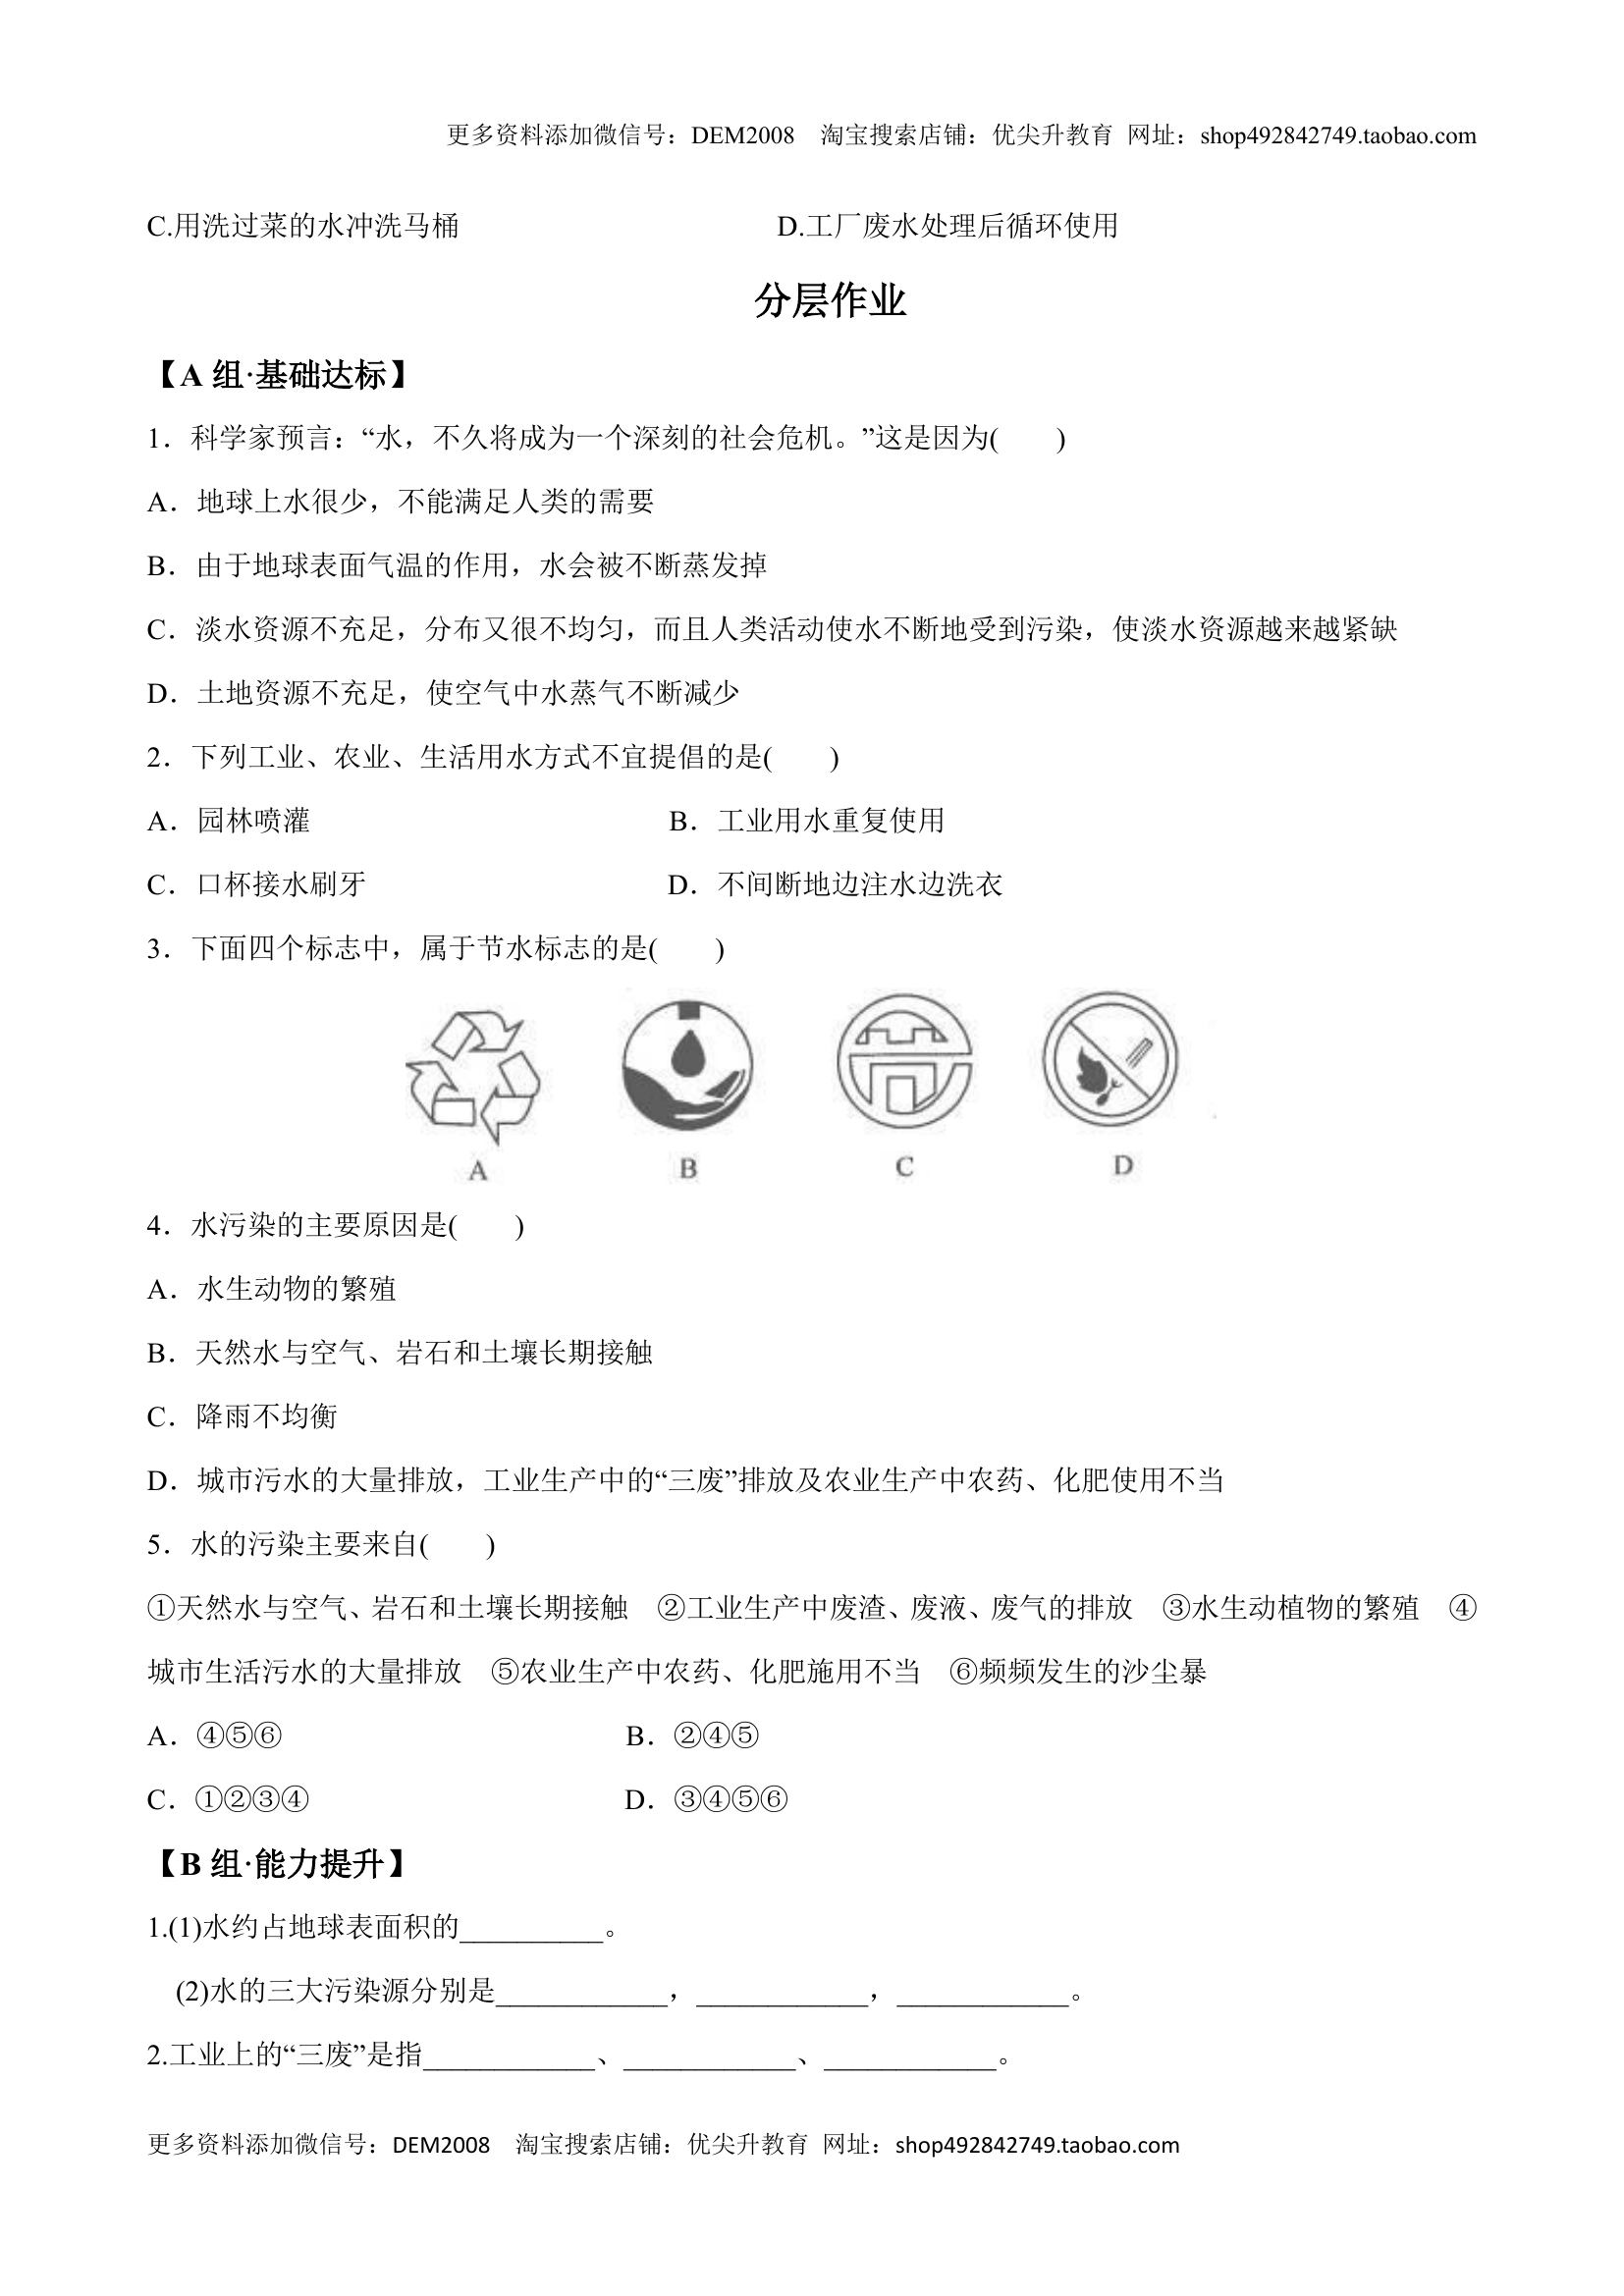 更多资料添加微信号：DEM2008　淘宝搜索店铺：优尖升教育 网址：shop492842749.taobao.com
C.用洗过菜的水冲洗马桶　　　　　　　　　　　D.工厂废水处理后循环使用
分层作业
【A 组·基础达标】
1．科学家预言：“水，不久将成为一个深刻的社会危机。”这是因为(　　)
A．地球上水很少，不能满足人类的需要
B．由于地球表面气温的作用，水会被不断蒸发掉
C．淡水资源不充足，分布又很不均匀，而且人类活动使水不断地受到污染，使淡水资源越来越紧缺
D．土地资源不充足，使空气中水蒸气不断减少
2．下列工业、农业、生活用水方式不宜提倡的是(　　)
A．园林喷灌　　　　　　　　　　　　B．工业用水重复使用
C．口杯接水刷牙　　　　　　　　　　D．不间断地边注水边洗衣
3．下面四个标志中，属于节水标志的是(　　)
A　　B　　C　　D
4．水污染的主要原因是(　　)
A．水生动物的繁殖
B．天然水与空气、岩石和土壤长期接触
C．降雨不均衡
D．城市污水的大量排放，工业生产中的“三废”排放及农业生产中农药、化肥使用不当
5．水的污染主要来自(　　)
①天然水与空气、岩石和土壤长期接触　②工业生产中废渣、废液、废气的排放　③水生动植物的繁殖　④
城市生活污水的大量排放　⑤农业生产中农药、化肥施用不当　⑥频频发生的沙尘暴
A．④⑤⑥　　　　　　　　　　　　B．②④⑤
C．①②③④　　　　　　　　　　　D．③④⑤⑥
【B 组·能力提升】
1.(1)水约占地球表面积的__________。
(2)水的三大污染源分别是____________，____________，____________。
2.工业上的“三废”是指____________、____________、____________。
更多资料添加微信号：DEM2008　淘宝搜索店铺：优尖升教育 网址：shop492842749.taobao.com